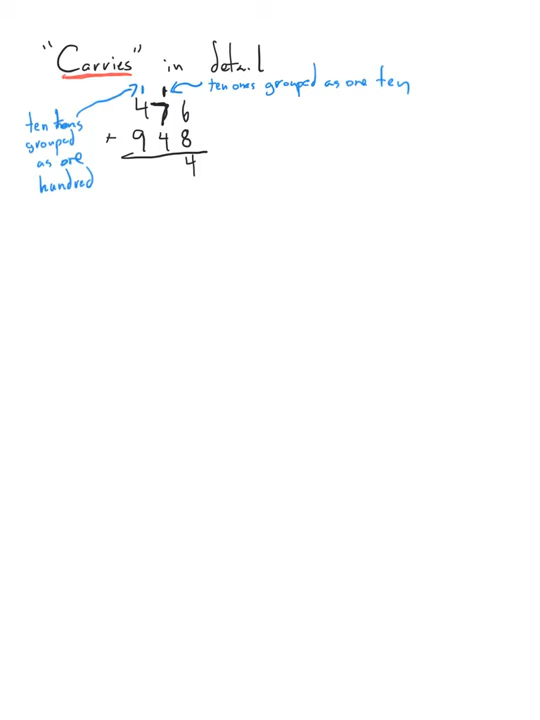 "Carries" in detail
ten ones grouped as one ten
1 1
4 7 6
+ 9 4 8
4
ten tens
grouped
as one
hundred